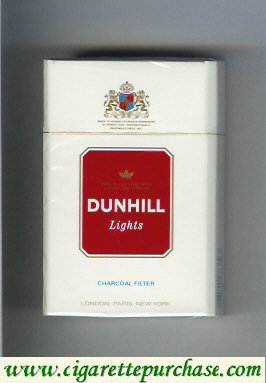 DUNHILL
Lights
CHARCOAL FILTER
LONDON·PARIS·NEW YORK
www.cigarettepurchase.com